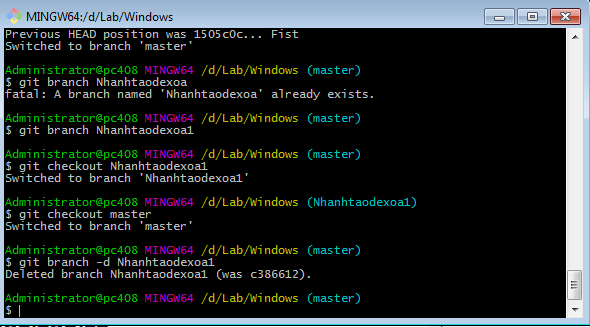 MINGW64:/d/Lab/Windows
Previous HEAD position was 1505c0c... Fist
Switched to branch 'master'
Administrator@pc408 MINGW64 /d/Lab/Windows (master)
$ git branch Nhanhtaodexoa
fatal: A branch named 'Nhanhtaodexoa' already exists.
Administrator@pc408 MINGW64 /d/Lab/Windows (master)
$ git branch Nhanhtaodexoa1
Administrator@pc408 MINGW64 /d/Lab/Windows (master)
$ git checkout Nhanhtaodexoa1
Switched to branch 'Nhanhtaodexoa1'
Administrator@pc408 MINGW64 /d/Lab/Windows (Nhanhtaodexoa1)
$ git checkout master
Switched to branch 'master'
Administrator@pc408 MINGW64 /d/Lab/Windows (master)
$ git branch -d Nhanhtaodexoa1
Deleted branch Nhanhtaodexoa1 (was c386612).
Administrator@pc408 MINGW64 /d/Lab/Windows (master)
$